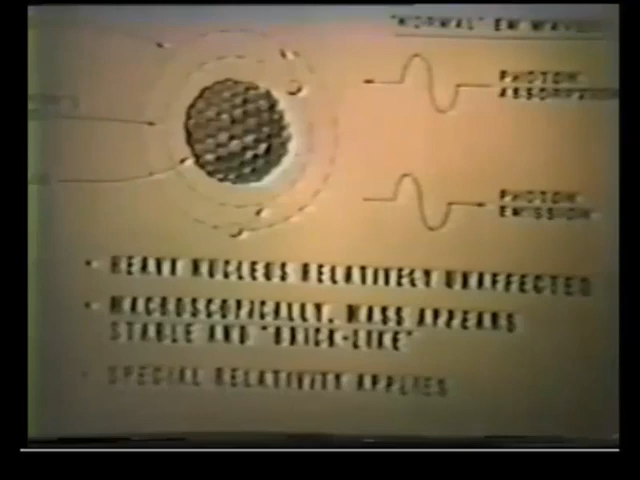 "NORMAL" EM WAVES
PHOTON
ABSORPTION
PHOTON
EMISSION
• HEAVY NUCLEUS RELATIVELY UNAFFECTED
• MACROSCOPICALLY, MASS APPEARS
STABLE AND "BRICK-LIKE"
• SPECIAL RELATIVITY APPLIES